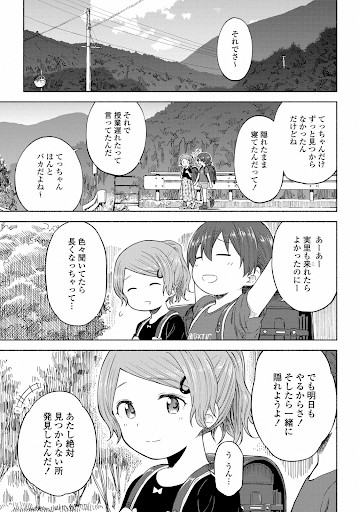 それでさ〜
てっちゃんだけ
ずっと見つから
なかったん
だけどね
隠れたまま
寝てたんだって！
それで
授業遅れたって
言ってたんだ
てっちゃん
ほんと
バカだよね〜
あーあー
実里も来れたら
よかったのにー
色々聞いてたら
長くなっちゃって…
でも明日も
やるからさ！
そしたら一緒に
隠れようよ！
う うん…
あたし絶対
見つからない所
発見したんだ！